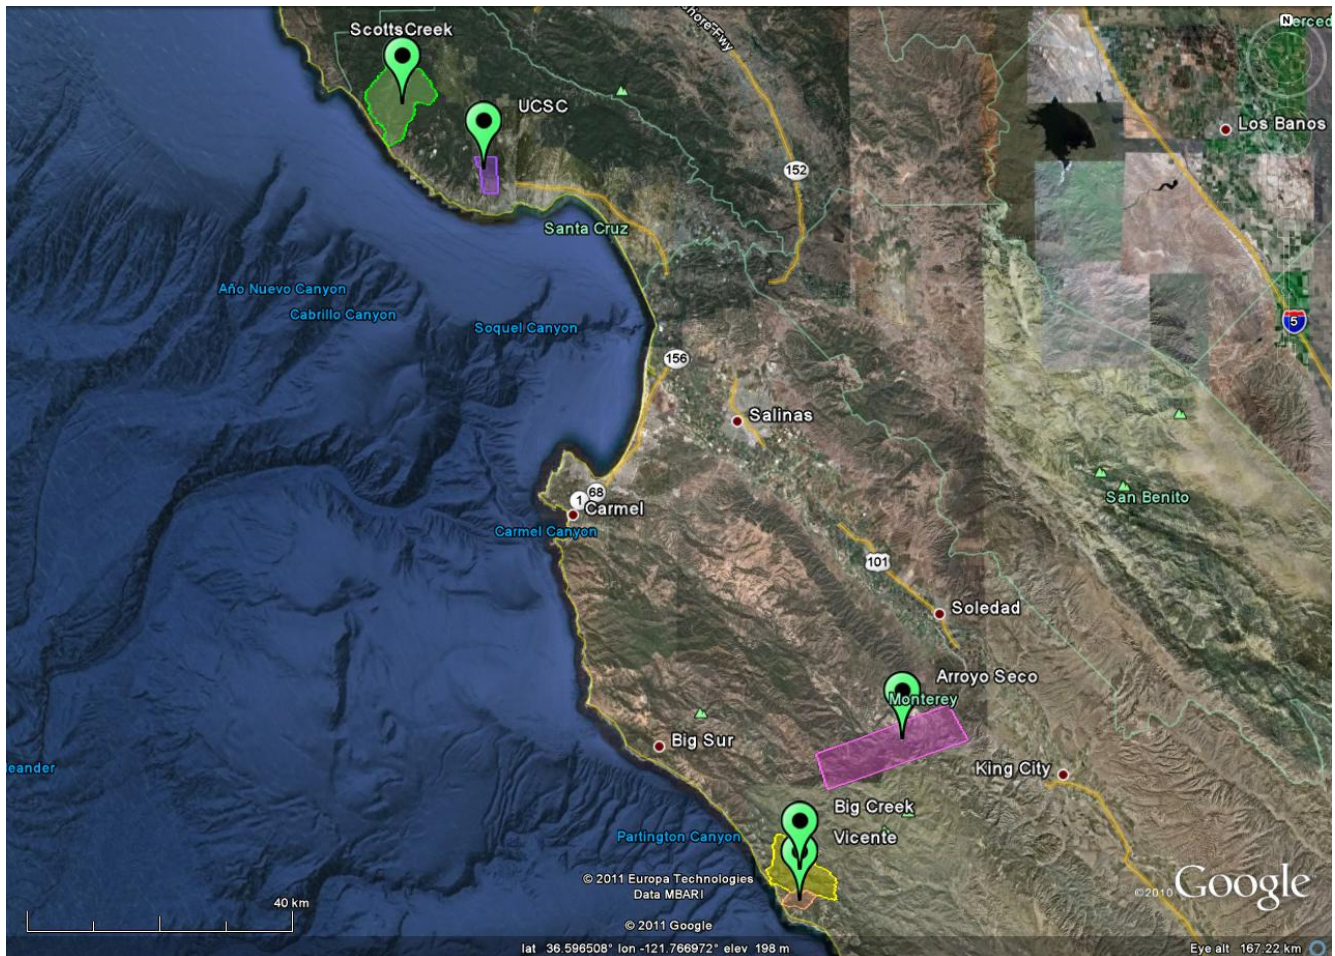 ScottsCreek
UCSC
Merced
Los Banos
152
Santa Cruz
Año Nuevo Canyon
Cabrillo Canyon
Soquel Canyon
5
156
Salinas
San Benito
68
1
Carmel
Carmel Canyon
101
Soledad
Arroyo Seco
Monterey
Big Sur
King City
eander
Big Creek
Partington Canyon
Vicente
© 2011 Europa Technologies
Data MBARI
©2010 Google
40 km
© 2011 Google
lat 36.596508° lon -121.766972° elev 198 m
Eye alt 167.22 km